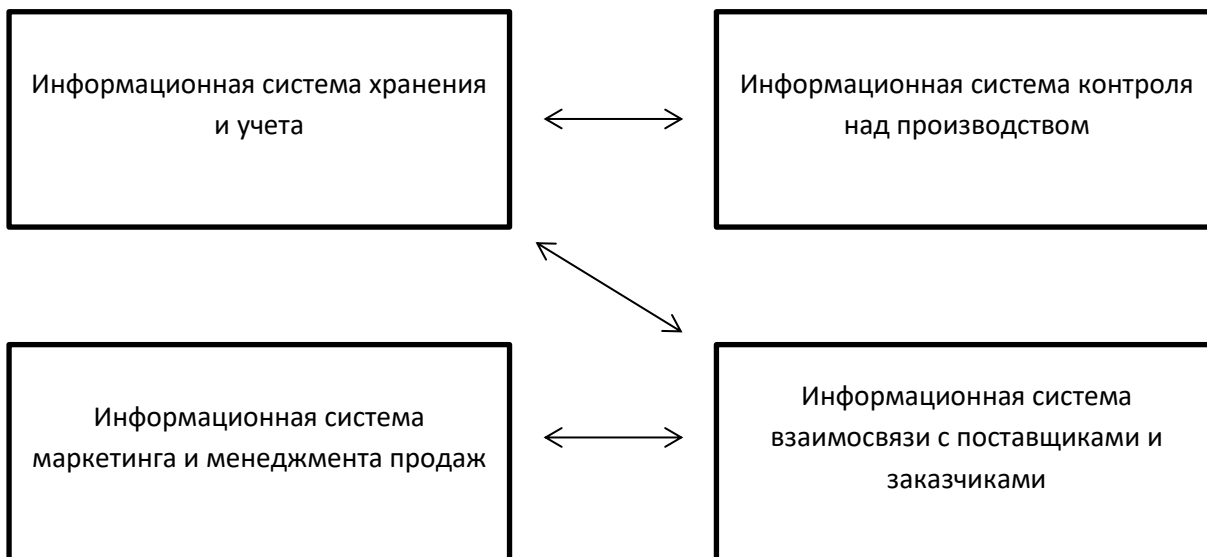 Информационная система хранения
и учета
Информационная система контроля
над производством
Информационная система
маркетинга и менеджмента продаж
Информационная система
взаимосвязи с поставщиками и
заказчиками